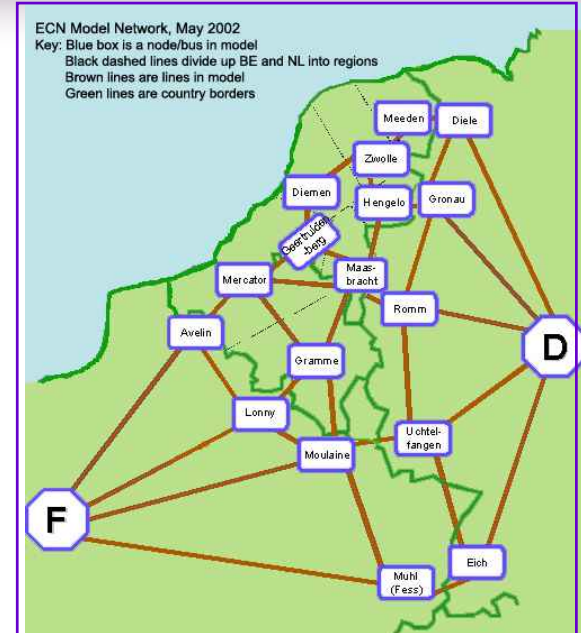 ECN Model Network, May 2002
Key: Blue box is a node/bus in model
Black dashed lines divide up BE and NL into regions
Brown lines are lines in model
Green lines are country borders
Meeden
Diele
Zwolle
Diemen
Hengelo
Gronau
Geertruiden
-berg
Mercator
Maas-
bracht
Romm
Avelin
D
Gramme
Lonny
Uchtel-
fangen
Moulaine
F
Eich
Muhl
(Fess)